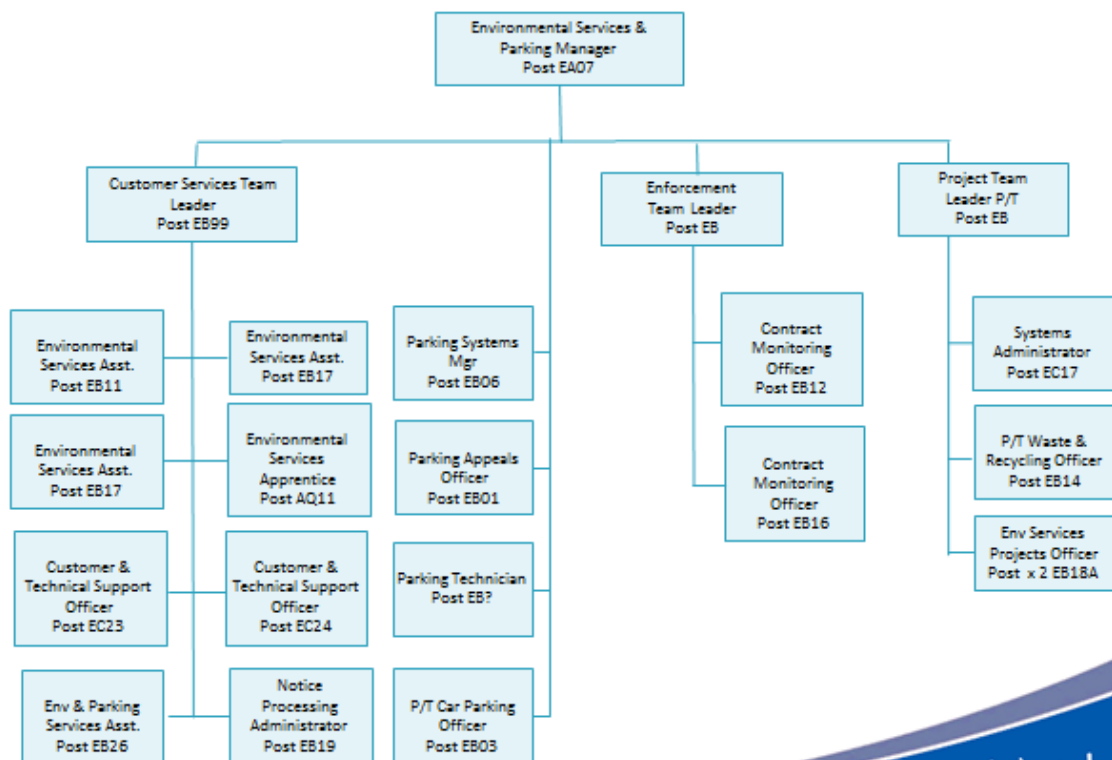 Environmental Services &
Parking Manager
Post EA07
Customer Services Team
Leader
Post EB99
Enforcement
Team Leader
Post EB
Project Team
Leader P/T
Post EB
Environmental
Services Asst.
Post EB11
Environmental
Services Asst.
Post EB17
Parking Systems
Mgr
Post EB06
Contract
Monitoring
Officer
Post EB12
Systems
Administrator
Post EC17
Environmental
Services Asst.
Post EB17
Environmental
Services
Apprentice
Post AQ11
Parking Appeals
Officer
Post EB01
Contract
Monitoring
Officer
Post EB16
P/T Waste &
Recycling Officer
Post EB14
Customer &
Technical Support
Officer
Post EC23
Customer &
Technical Support
Officer
Post EC24
Parking Technician
Post EB?
Env Services
Projects Officer
Post x 2 EB18A
Env & Parking
Services Asst.
Post EB26
Notice
Processing
Administrator
Post EB19
P/T Car Parking
Officer
Post EB03